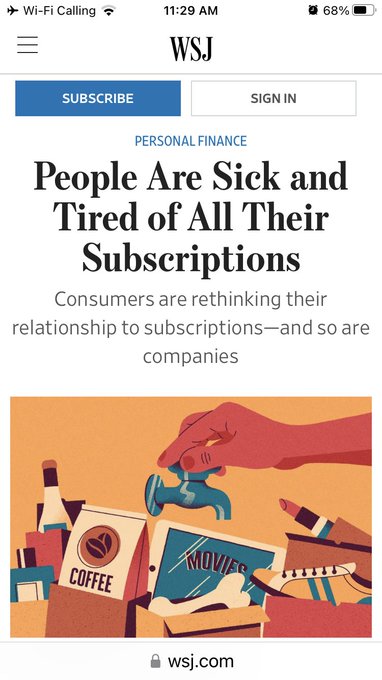 Wi-Fi Calling 11:29 AM 68%
WSJ
SUBSCRIBE SIGN IN
PERSONAL FINANCE
People Are Sick and
Tired of All Their
Subscriptions
Consumers are rethinking their
relationship to subscriptions—and so are
companies
MOVIES
COFFEE
wsj.com